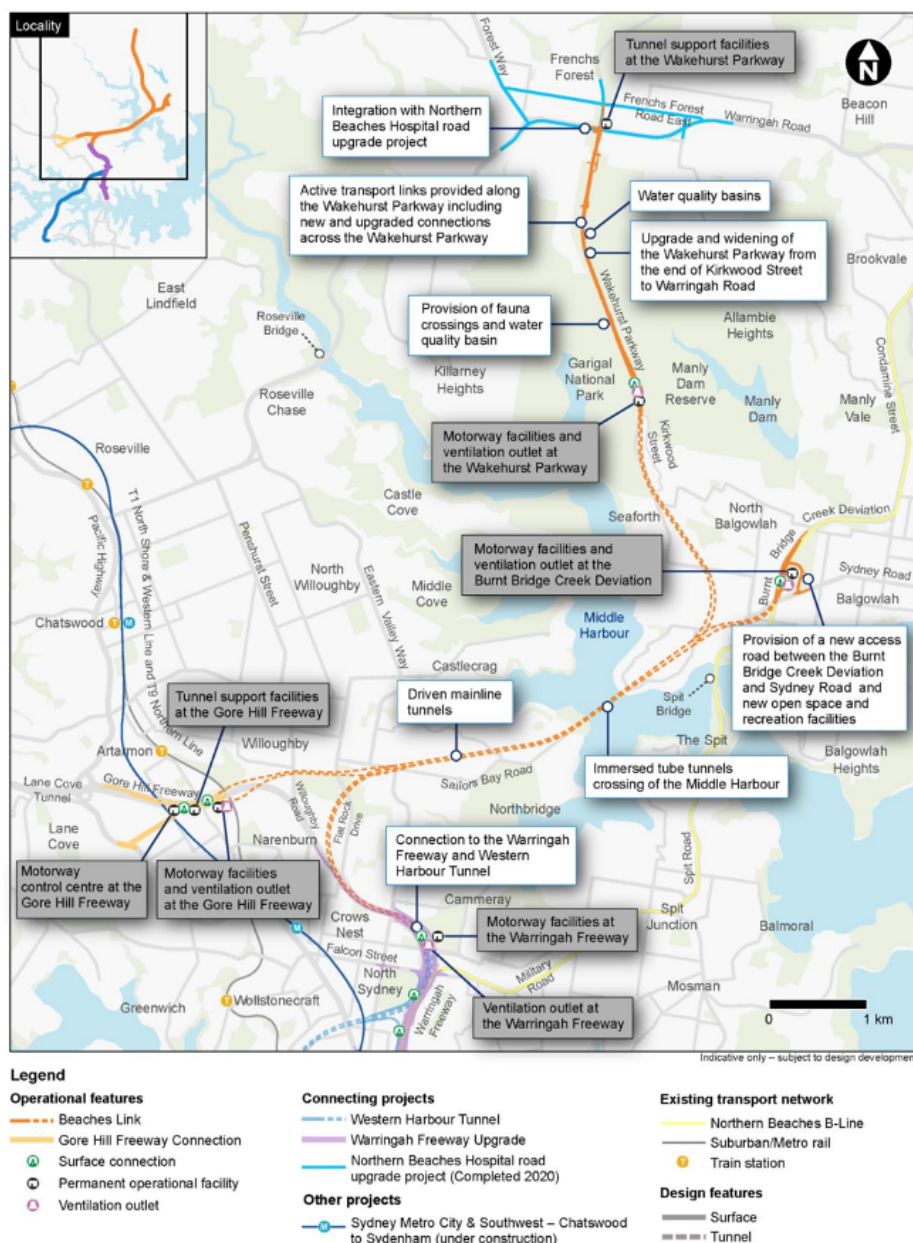 Locality
N
Forest Way
Frenchs
Forest
Tunnel support facilities
at the Wakehurst Parkway
Frenchs Forest
Road East
Warringah Road
Beacon
Hill
Integration with Northern
Beaches Hospital road
upgrade project
Active transport links provided along
the Wakehurst Parkway including
new and upgraded connections
across the Wakehurst Parkway
Water quality basins
Upgrade and widening of
the Wakehurst Parkway from
the end of Kirkwood Street
to Warringah Road
Brookvale
East
Lindfield
Roseville
Bridge
Provision of fauna
crossings and water
quality basin
Wakehurst Parkway
Allambie
Heights
Condamine Street
Killarney
Heights
Garigal
National
Park
Manly
Dam
Reserve
Manly
Dam
Manly
Vale
Roseville
Chase
Roseville
T
Motorway facilities and
ventilation outlet at
the Wakehurst Parkway
Kirkwood
Street
Castle
Cove
Seaforth
North
Balgowlah
Burnt
Bridge
Creek Deviation
Pacific Highway
T1 North Shore & Western Line and T9 Northern Line
Penshurst Street
North
Willoughby
Eastern
Valley Way
Middle
Cove
Motorway facilities and
ventilation outlet at the
Burnt Bridge Creek Deviation
Sydney Road
Balgowlah
Middle
Harbour
Chatswood
T
M
Castlecrag
Provision of a new access
road between the Burnt
Bridge Creek Deviation
and Sydney Road and
new open space and
recreation facilities
Spit
Bridge
Driven mainline
tunnels
Tunnel support facilities
at the Gore Hill Freeway
Willoughby
Artarmon
T
The Spit
Balgowlah
Heights
Lane Cove
Tunnel
Gore Hill Freeway
Sailors Bay Road
Immersed tube tunnels
crossing of the Middle Harbour
Northbridge
Willoughby
Road
Flat Rock
Drive
Lane
Cove
Narenburn
Connection to the Warringah
Freeway and Western
Harbour Tunnel
Spit Road
Motorway
control centre at the
Gore Hill Freeway
Motorway facilities
and ventilation outlet
at the Gore Hill Freeway
Cammeray
Crows
Nest
Motorway facilities at
the Warringah Freeway
Spit
Junction
Balmoral
M
Falcon Street
Military
Road
Mosman
North
Sydney
Greenwich
T
Wollstonecraft
Warringah
Freeway
Ventilation outlet at
the Warringah Freeway
0
1 km
Indicative only – subject to design development
Legend
Operational features
Beaches Link
Gore Hill Freeway Connection
Surface connection
Permanent operational facility
Ventilation outlet
Connecting projects
Western Harbour Tunnel
Warringah Freeway Upgrade
Northern Beaches Hospital road
upgrade project (Completed 2020)
Other projects
M
Sydney Metro City & Southwest – Chatswood
to Sydenham (under construction)
Existing transport network
Northern Beaches B-Line
Suburban/Metro rail
T
Train station
Design features
Surface
Tunnel